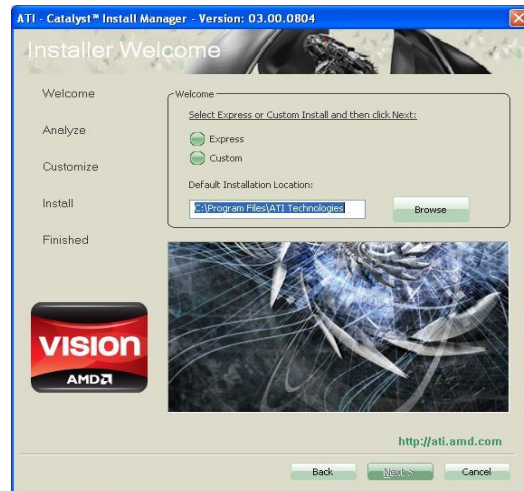 ATI - Catalyst™ Install Manager - Version: 03.00.0804
Installer Welcome
Welcome
Analyze
Customize
Install
Finished
Welcome
Select Express or Custom Install and then click Next:
Express
Custom
Default Installation Location:
C:\Program Files\ATI Technologies
Browse
VISION
AMD
http://ati.amd.com
Back
Next >
Cancel